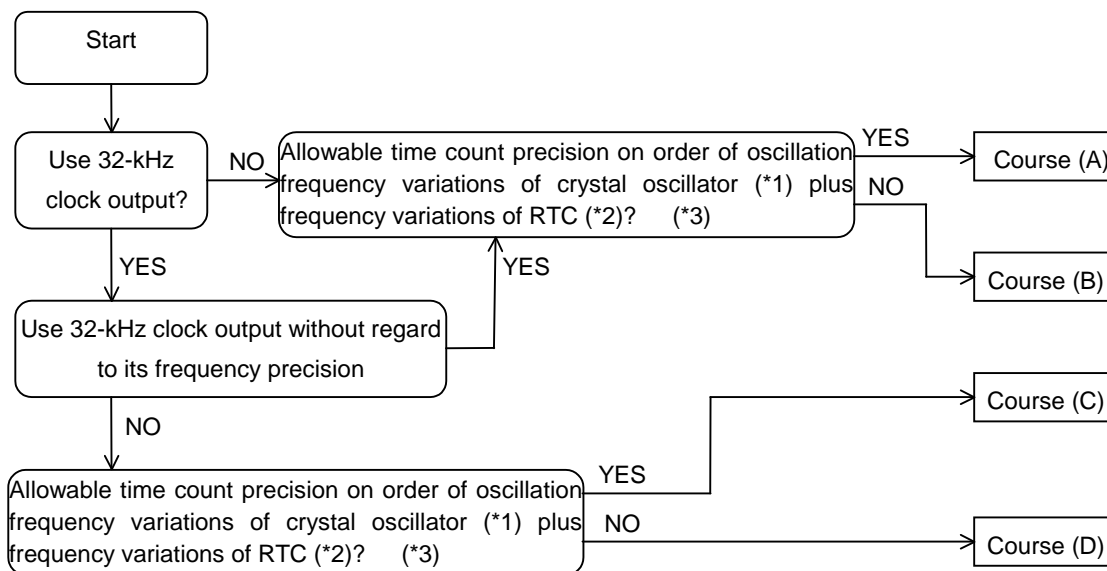 Start
Use 32-kHz
clock output?
NO
YES
Allowable time count precision on order of oscillation
frequency variations of crystal oscillator (*1) plus
frequency variations of RTC (*2)? (*3)
YES
Course (A)
NO
Course (B)
YES
Use 32-kHz clock output without regard
to its frequency precision
NO
Allowable time count precision on order of oscillation
frequency variations of crystal oscillator (*1) plus
frequency variations of RTC (*2)? (*3)
YES
Course (C)
NO
Course (D)